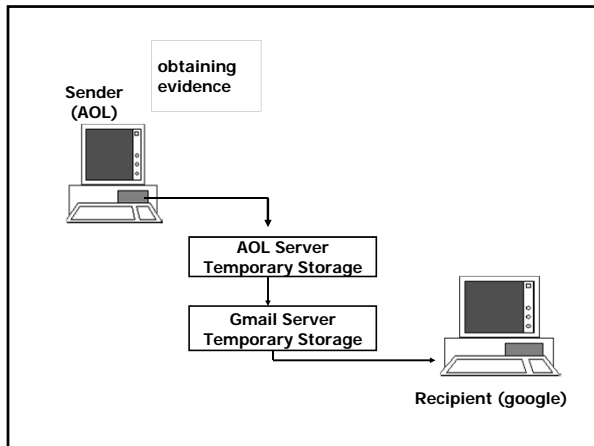 obtaining
evidence
Sender
(AOL)
AOL Server
Temporary Storage
Gmail Server
Temporary Storage
Recipient (google)